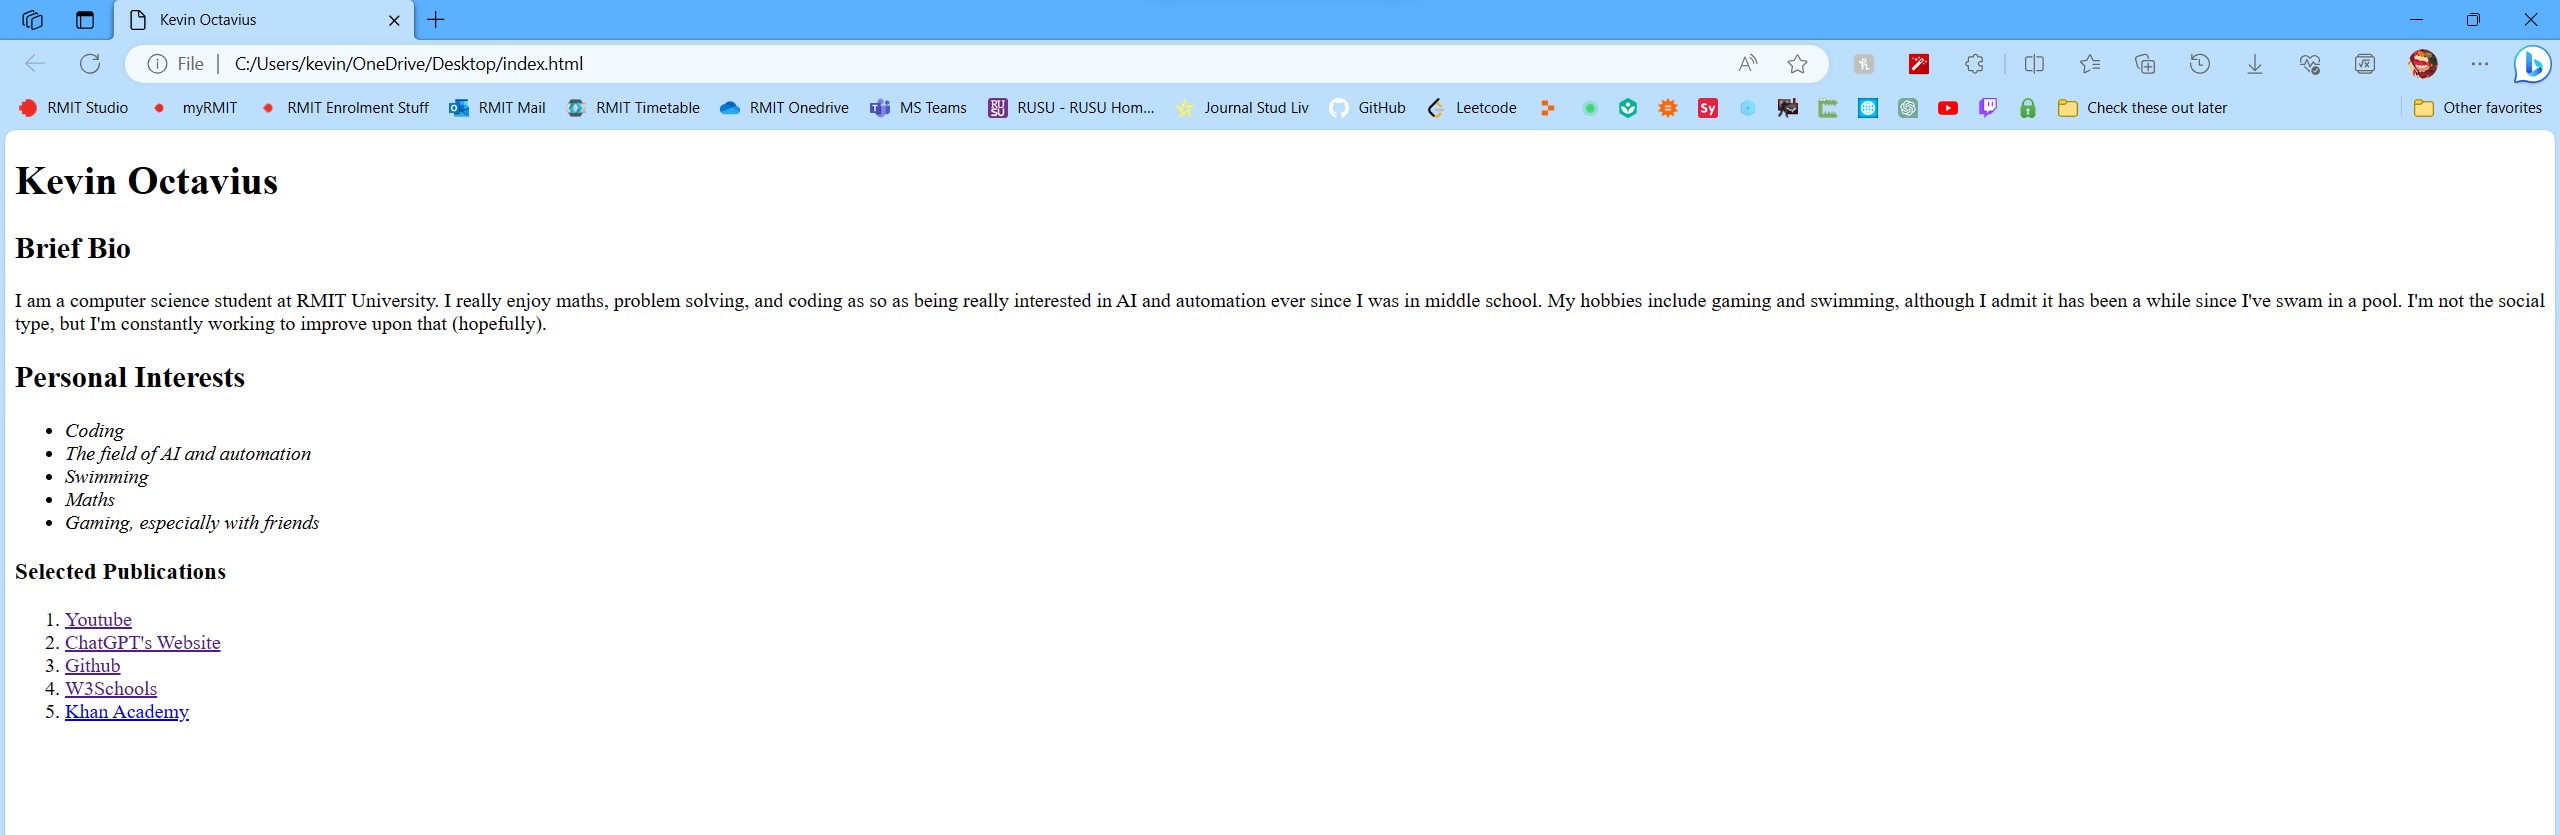 Kevin Octavius
File | C:/Users/kevin/OneDrive/Desktop/index.html
RMIT Studio myRMIT RMIT Enrolment Stuff RMIT Mail RMIT Timetable RMIT Onedrive MS Teams RUSU - RUSU Hom... Journal Stud Liv GitHub Leetcode Sy Check these out later Other favorites
Kevin Octavius
Brief Bio
I am a computer science student at RMIT University. I really enjoy maths, problem solving, and coding as so as being really interested in AI and automation ever since I was in middle school. My hobbies include gaming and swimming, although I admit it has been a while since I've swam in a pool. I'm not the social
type, but I'm constantly working to improve upon that (hopefully).
Personal Interests
• Coding
• The field of AI and automation
• Swimming
• Maths
• Gaming, especially with friends
Selected Publications
1. Youtube
2. ChatGPT's Website
3. Github
4. W3Schools
5. Khan Academy